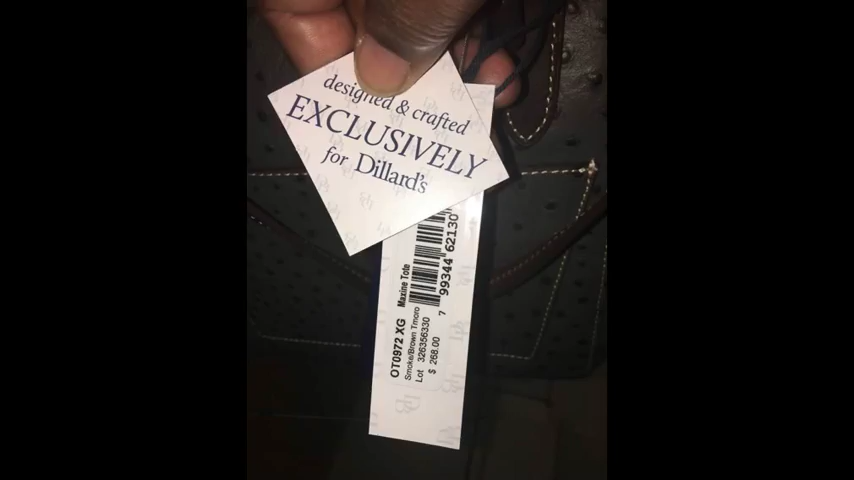 designed & crafted
EXCLUSIVELY
for Dillard's
OT0972 XG Maxine Tote
Smoke/Brown Tmoro
Lot 326356330
$ 268.00
7 99344 62130